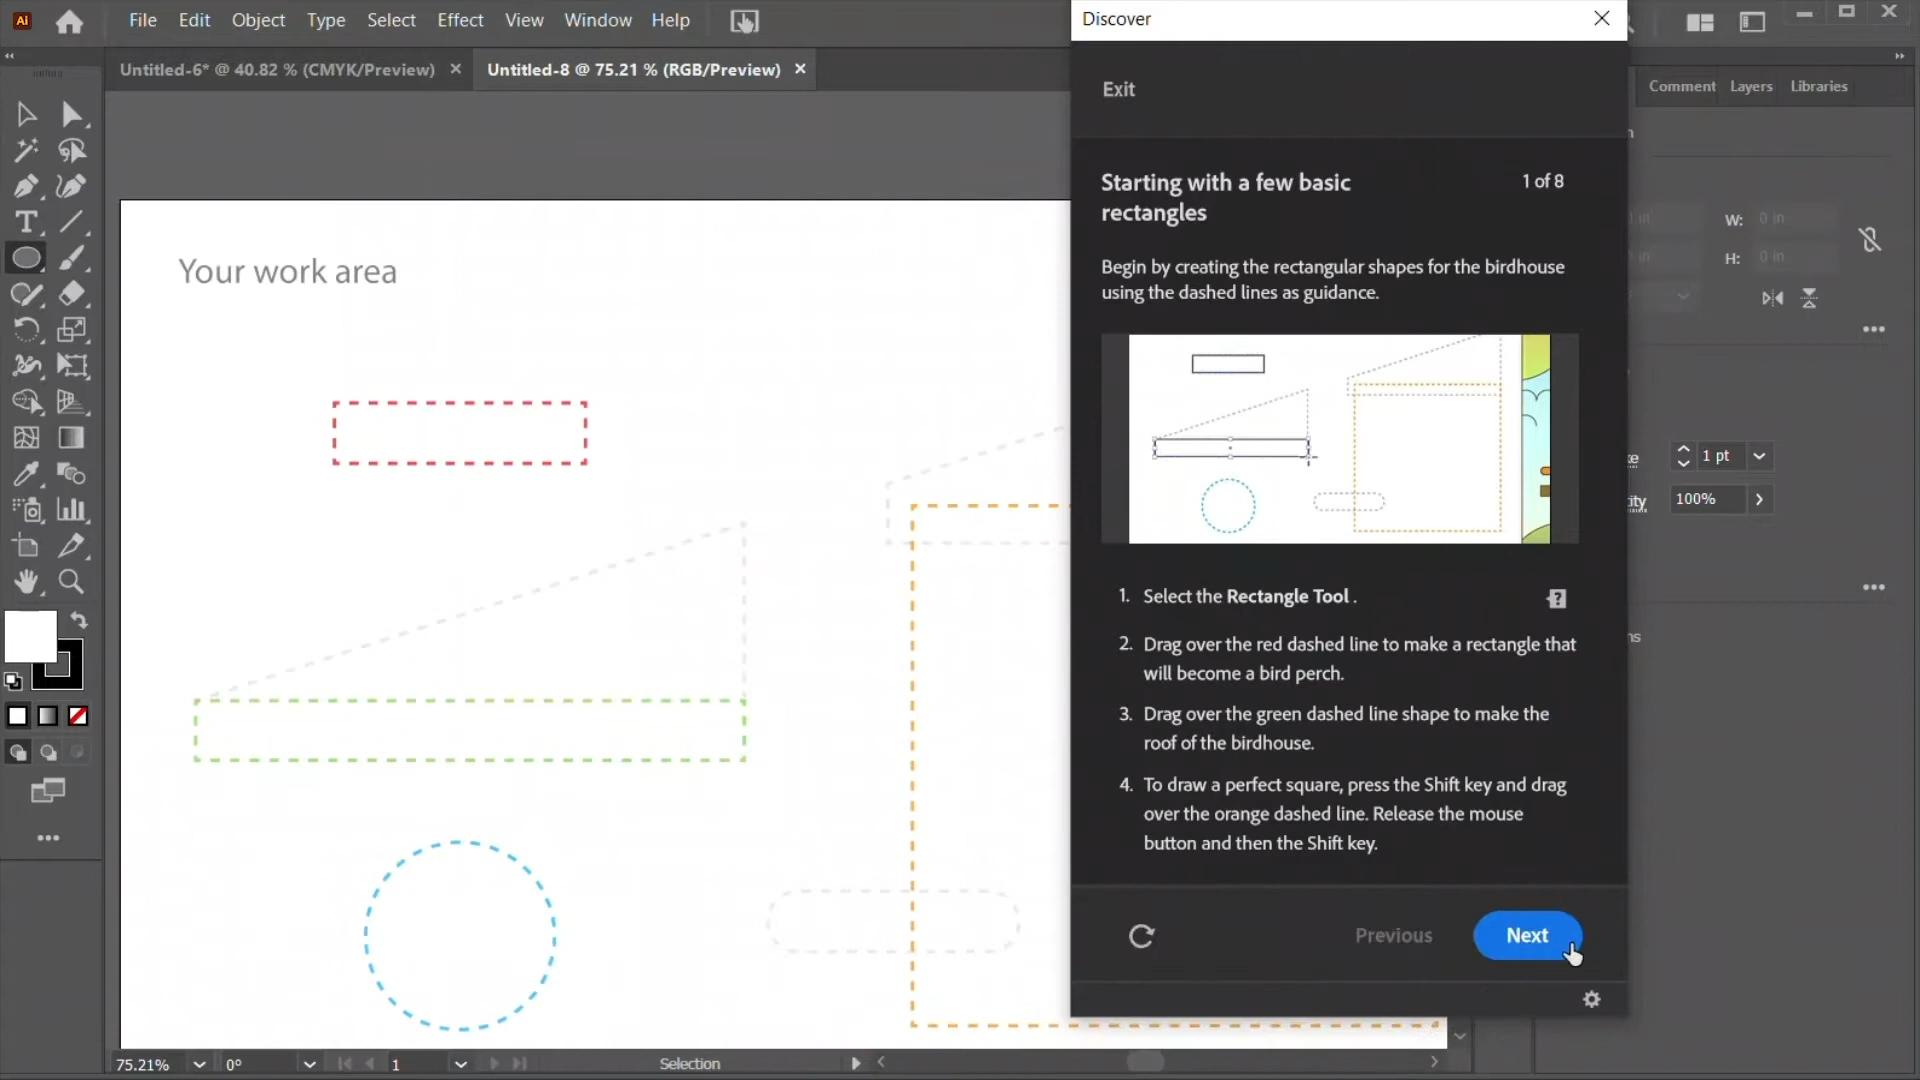 Ai
File Edit Object Type Select Effect View Window Help
Discover
Untitled-6* @ 40.82 % (CMYK/Preview)
Untitled-8 @ 75.21 % (RGB/Preview)
Exit
Comment Layers Libraries
Starting with a few basic
rectangles
1 of 8
Begin by creating the rectangular shapes for the birdhouse
using the dashed lines as guidance.
W: 0 in
H: 0 in
Your work area
1 pt
100%
1. Select the Rectangle Tool .
2. Drag over the red dashed line to make a rectangle that
will become a bird perch.
3. Drag over the green dashed line shape to make the
roof of the birdhouse.
4. To draw a perfect square, press the Shift key and drag
over the orange dashed line. Release the mouse
button and then the Shift key.
Previous
Next
75.21%
0°
1
Selection